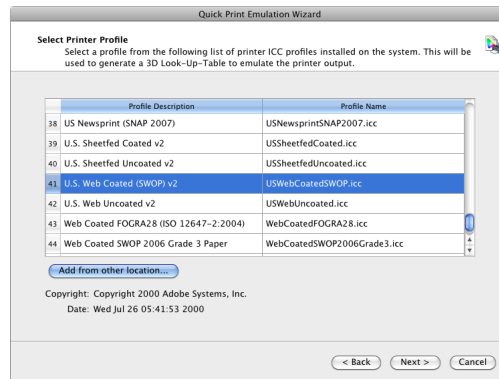 Quick Print Emulation Wizard
Select Printer Profile
Select a profile from the following list of printer ICC profiles installed on the system. This will be
used to generate a 3D Look-Up-Table to emulate the printer output.
Profile Description Profile Name
38 US Newsprint (SNAP 2007) USNewsprintSNAP2007.icc
39 U.S. Sheetfed Coated v2 USSheetfedCoated.icc
40 U.S. Sheetfed Uncoated v2 USSheetfedUncoated.icc
41 U.S. Web Coated (SWOP) v2 USWebCoatedSWOP.icc
42 U.S. Web Uncoated v2 USWebUncoated.icc
43 Web Coated FOGRA28 (ISO 12647-2:2004) WebCoatedFOGRA28.icc
44 Web Coated SWOP 2006 Grade 3 Paper WebCoatedSWOP2006Grade3.icc
Add from other location...
Copyright: Copyright 2000 Adobe Systems, Inc.
Date: Wed Jul 26 05:41:53 2000
< Back Next > Cancel